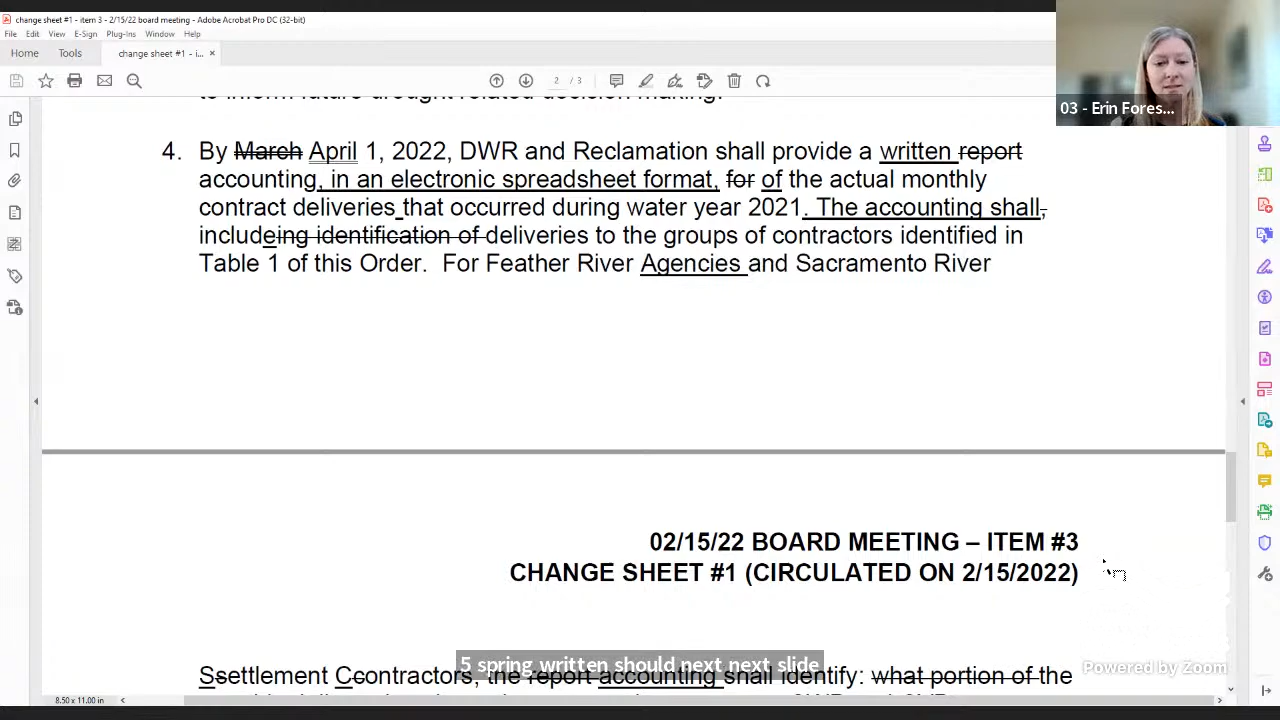 change sheet #1 - item 3 - 2/15/22 board meeting - Adobe Acrobat Pro DC (32-bit)
File Edit View E-Sign Plug-Ins Window Help
Home Tools change sheet #1 - i... ×
2 / 3
03 - Erin Fores...
4. By March April 1, 2022, DWR and Reclamation shall provide a written report
accounting, in an electronic spreadsheet format, for of the actual monthly
contract deliveries that occurred during water year 2021. The accounting shall,
includeing identification of deliveries to the groups of contractors identified in
Table 1 of this Order. For Feather River Agencies and Sacramento River
02/15/22 BOARD MEETING – ITEM #3
CHANGE SHEET #1 (CIRCULATED ON 2/15/2022)
5 spring written should next next slide
Ssettlement Ccontractors, the report accounting shall identify: what portion of the
Powered by Zoom
8.50 x 11.00 in